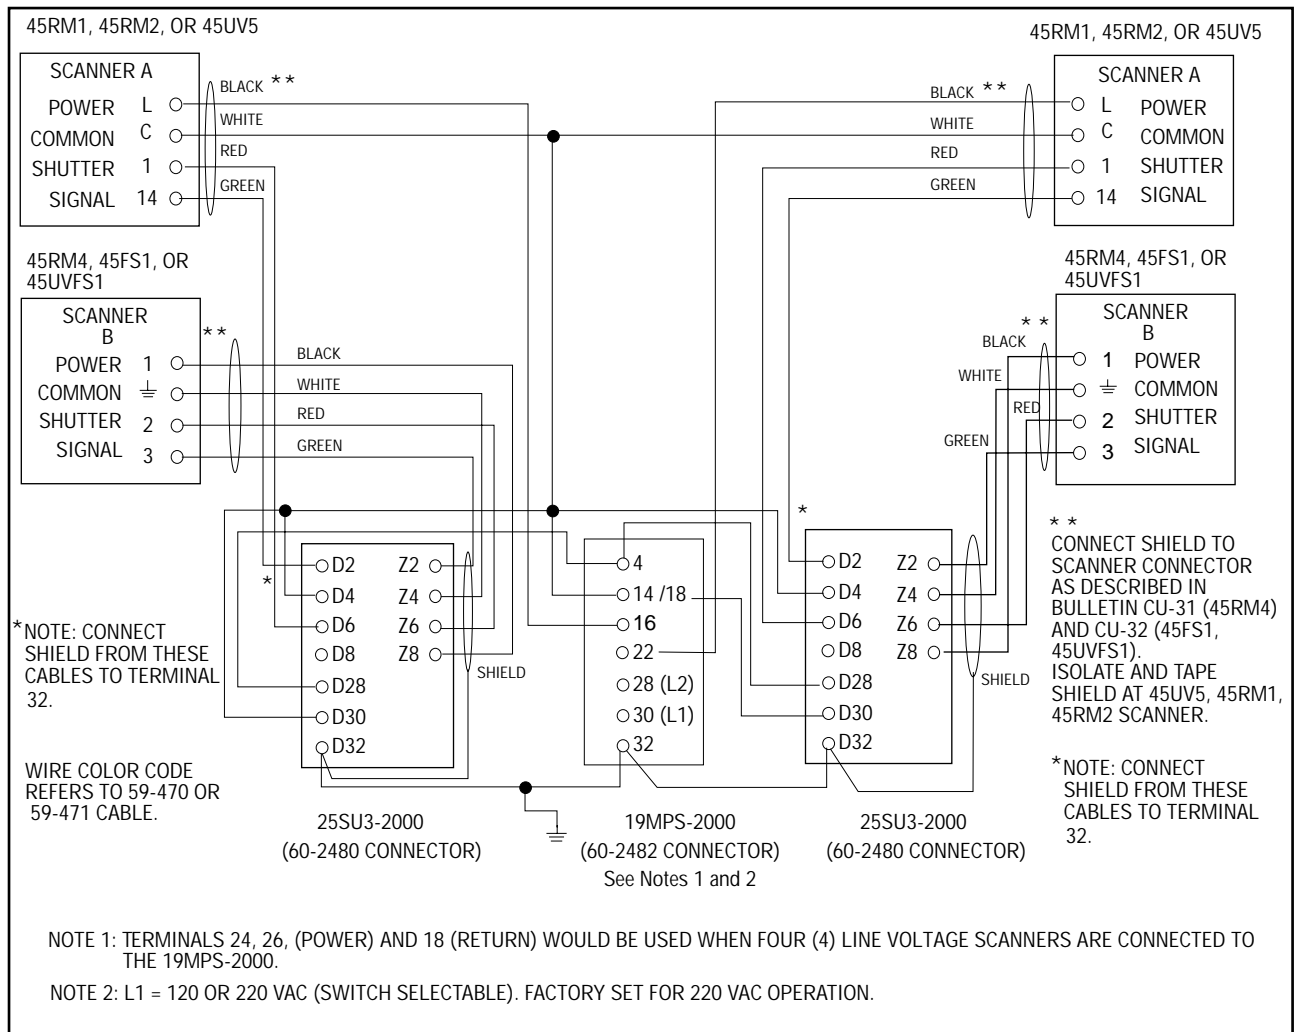 45RM1, 45RM2, OR 45UV5
SCANNER A
POWER L
COMMON C
SHUTTER 1
SIGNAL 14
BLACK **
WHITE
RED
GREEN
45RM1, 45RM2, OR 45UV5
SCANNER A
L POWER
C COMMON
1 SHUTTER
14 SIGNAL
BLACK **
WHITE
RED
GREEN
45RM4, 45FS1, OR
45UVFS1
SCANNER
B
POWER 1
COMMON
SHUTTER 2
SIGNAL 3
**
BLACK
WHITE
RED
GREEN
45RM4, 45FS1, OR
45UVFS1
SCANNER
B
1 POWER
COMMON
2 SHUTTER
3 SIGNAL
* *
BLACK
WHITE
RED
GREEN
*
D2 Z2
D4 Z4
D6 Z6
D8 Z8
D28
D30
D32
SHIELD
4
14 /18
16
22
28 (L2)
30 (L1)
32
*
D2 Z2
D4 Z4
D6 Z6
D8 Z8
D28
D30
D32
SHIELD
*NOTE: CONNECT
SHIELD FROM THESE
CABLES TO TERMINAL
32.
WIRE COLOR CODE
REFERS TO 59-470 OR
59-471 CABLE.
* *
CONNECT SHIELD TO
SCANNER CONNECTOR
AS DESCRIBED IN
BULLETIN CU-31 (45RM4)
AND CU-32 (45FS1,
45UVFS1).
ISOLATE AND TAPE
SHIELD AT 45UV5, 45RM1,
45RM2 SCANNER.
*NOTE: CONNECT
SHIELD FROM THESE
CABLES TO TERMINAL
32.
25SU3-2000
(60-2480 CONNECTOR)
19MPS-2000
(60-2482 CONNECTOR)
See Notes 1 and 2
25SU3-2000
(60-2480 CONNECTOR)
NOTE 1: TERMINALS 24, 26, (POWER) AND 18 (RETURN) WOULD BE USED WHEN FOUR (4) LINE VOLTAGE SCANNERS ARE CONNECTED TO
THE 19MPS-2000.
NOTE 2: L1 = 120 OR 220 VAC (SWITCH SELECTABLE). FACTORY SET FOR 220 VAC OPERATION.